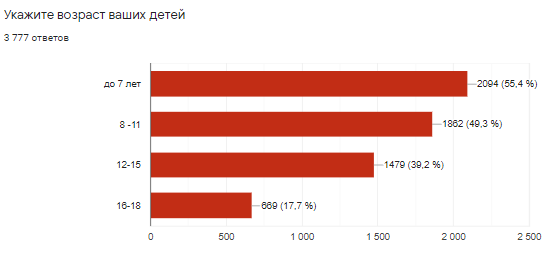 Укажите возраст ваших детей
3 777 ответов
до 7 лет
2094 (55,4 %)
8 -11
1862 (49,3 %)
12-15
1479 (39,2 %)
16-18
669 (17,7 %)
0 500 1 000 1 500 2 000 2 500